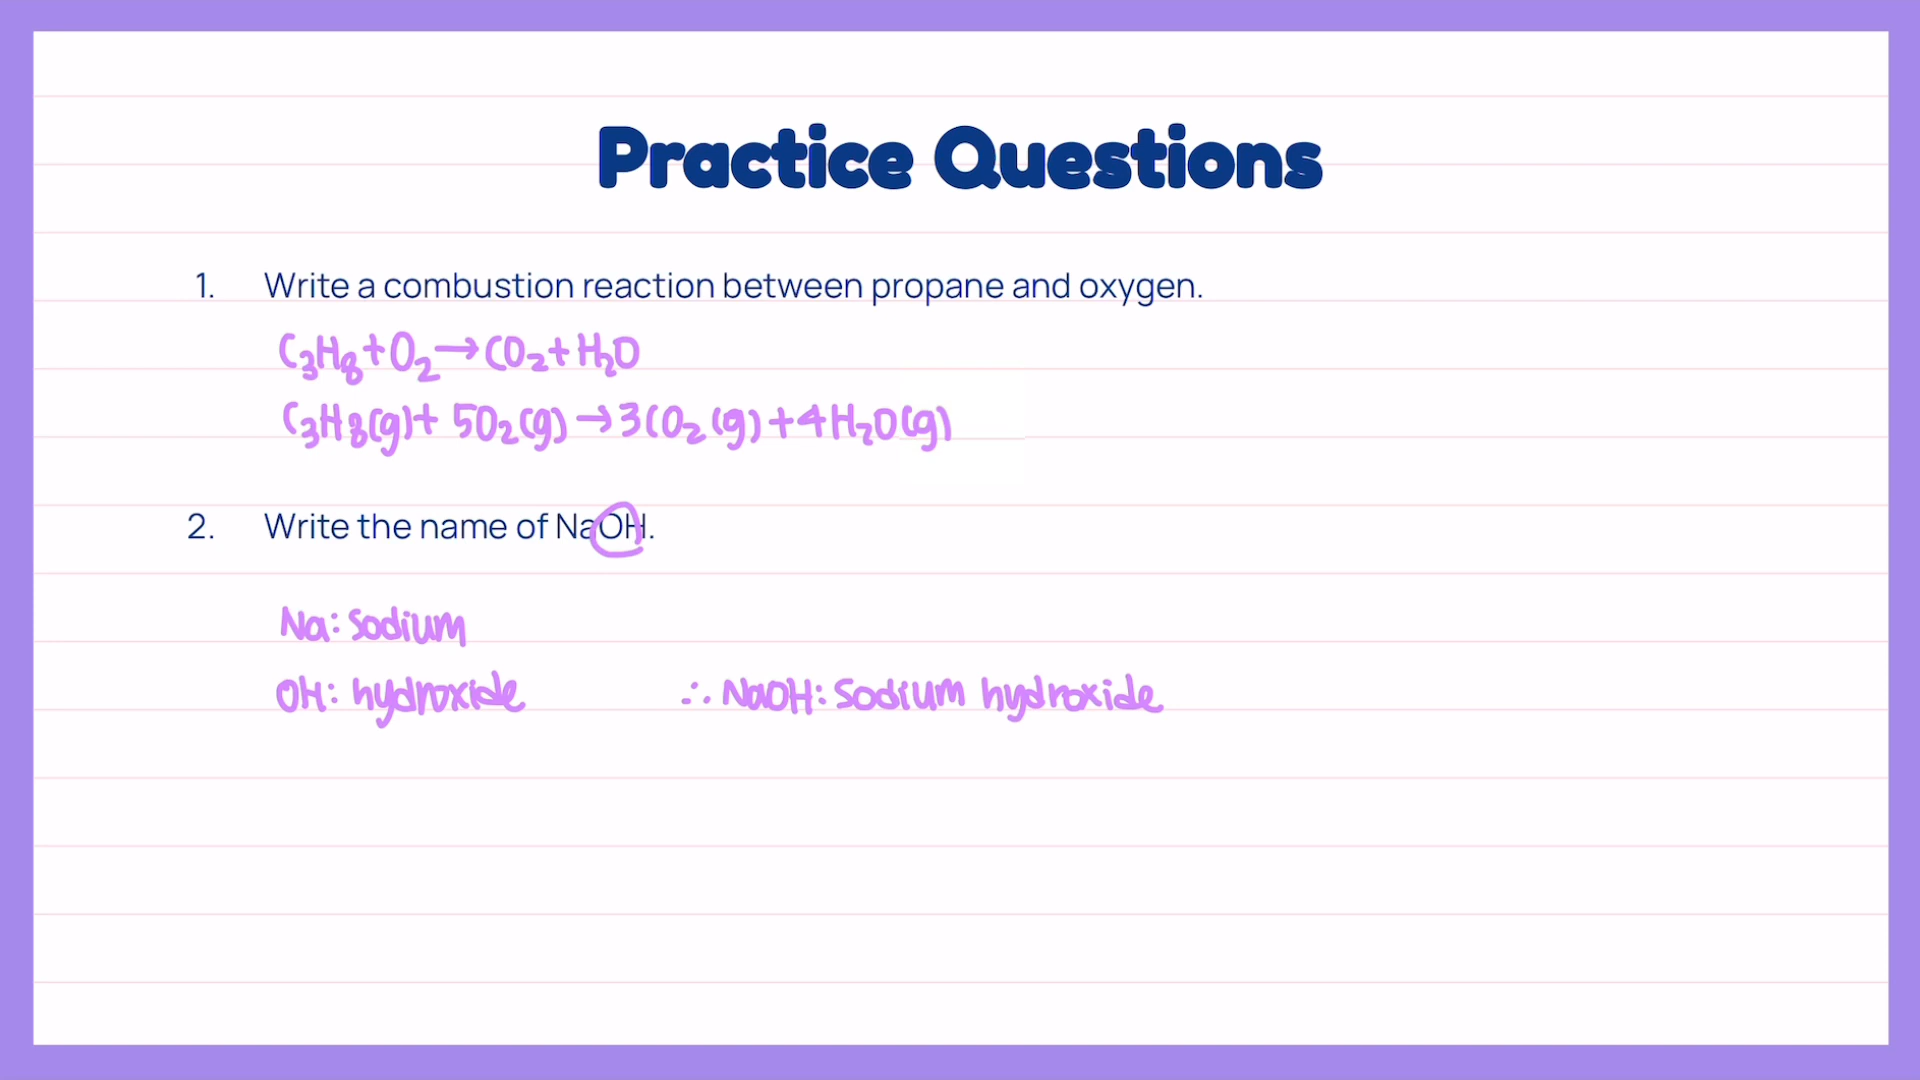 Practice Questions
1. Write a combustion reaction between propane and oxygen.
C₃H₈+O₂→CO₂+H₂O
C₃H₈(g)+ 5O₂(g)→3CO₂(g)+4H₂O(g)
2. Write the name of NaOH.
Na: Sodium
OH: hydroxide ∴ NaOH: Sodium hydroxide